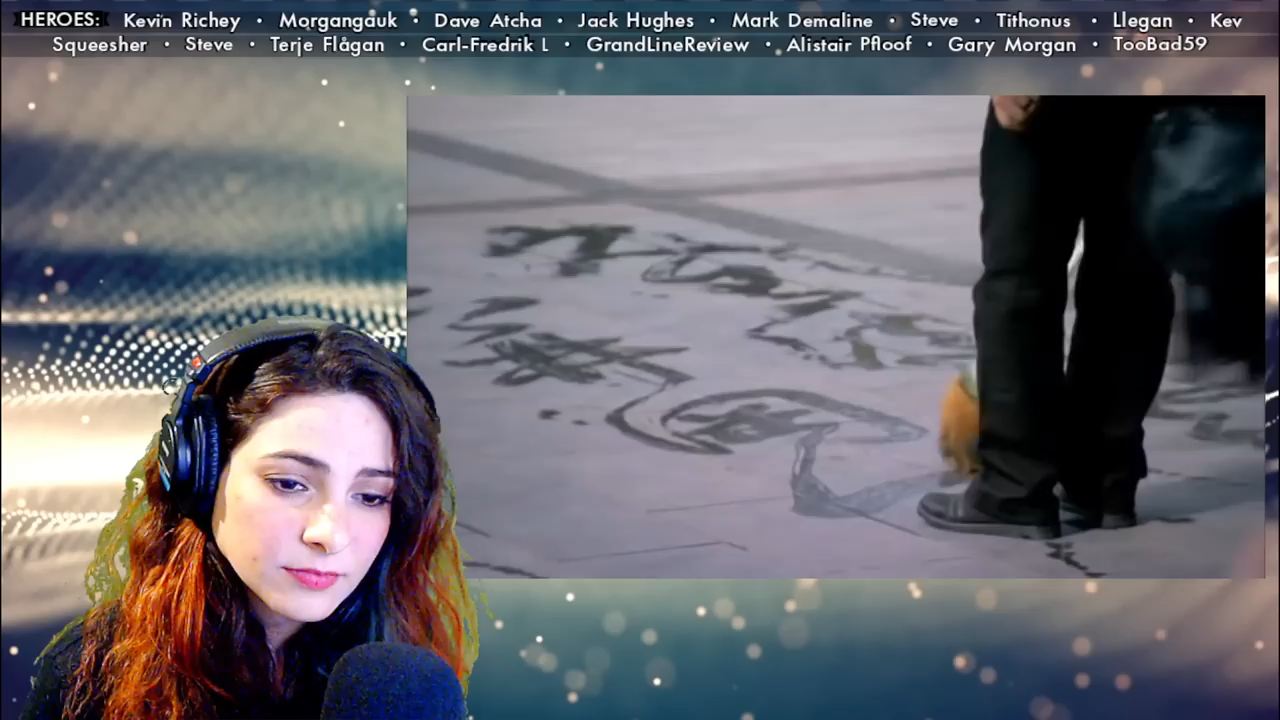 HEROES: Kevin Richey • Morgangauk • Dave Atcha • Jack Hughes • Mark Demaline • Steve • Tithonus • Llegan • Kev
Squeesher • Steve • Terje Flågan • Carl-Fredrik L • GrandLineReview • Alistair Pfloof • Gary Morgan • TooBad59